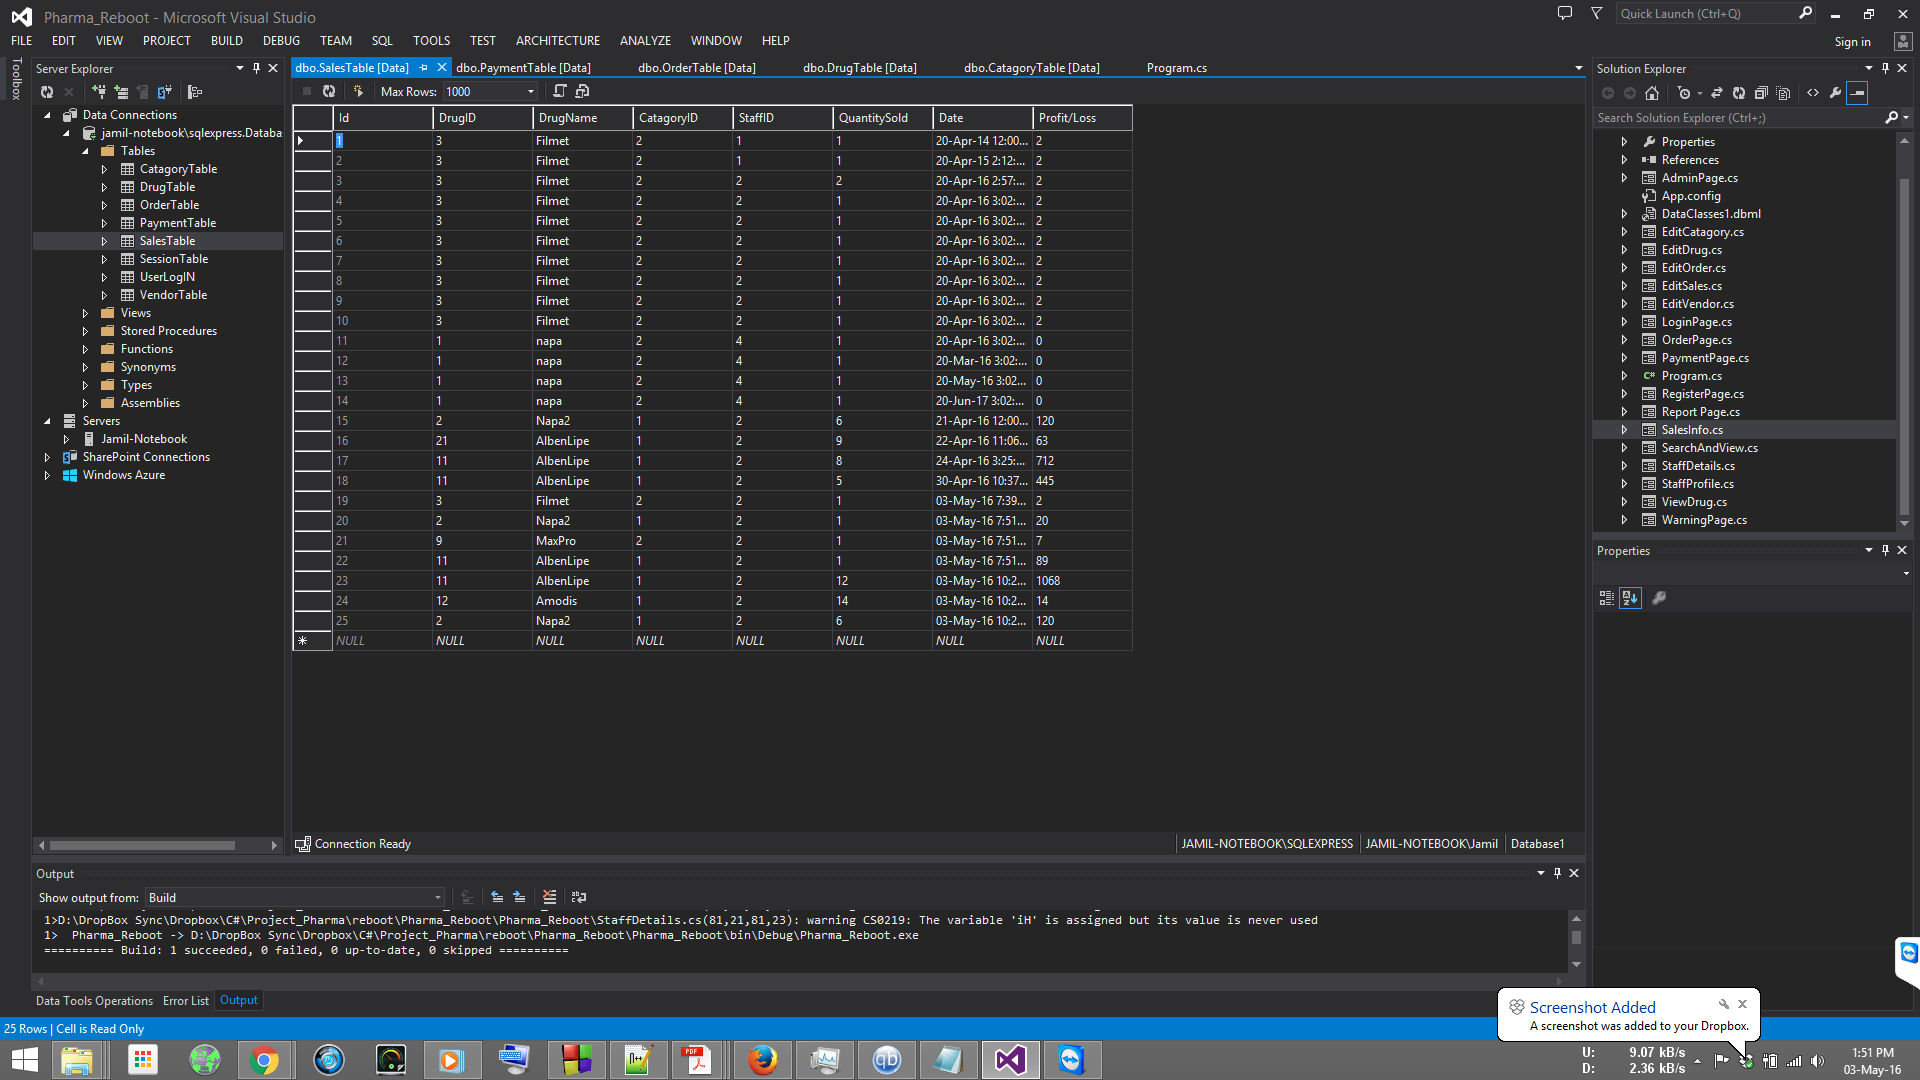 Pharma_Reboot - Microsoft Visual Studio
Quick Launch (Ctrl+Q)
FILE EDIT VIEW PROJECT BUILD DEBUG TEAM SQL TOOLS TEST ARCHITECTURE ANALYZE WINDOW HELP
Sign in
Toolbox
Server Explorer
Data Connections
jamil-notebook\sqlexpress.Databa
Tables
CatagoryTable
DrugTable
OrderTable
PaymentTable
SalesTable
SessionTable
UserLogIN
VendorTable
Views
Stored Procedures
Functions
Synonyms
Types
Assemblies
Servers
Jamil-Notebook
SharePoint Connections
Windows Azure
dbo.SalesTable [Data] dbo.PaymentTable [Data] dbo.OrderTable [Data] dbo.DrugTable [Data] dbo.CatagoryTable [Data] Program.cs
Max Rows: 1000
Id DrugID DrugName CatagoryID StaffID QuantitySold Date Profit/Loss
1 3 Filmet 2 1 1 20-Apr-14 12:00... 2
2 3 Filmet 2 1 1 20-Apr-15 2:12:... 2
3 3 Filmet 2 2 2 20-Apr-16 2:57:... 2
4 3 Filmet 2 2 1 20-Apr-16 3:02:... 2
5 3 Filmet 2 2 1 20-Apr-16 3:02:... 2
6 3 Filmet 2 2 1 20-Apr-16 3:02:... 2
7 3 Filmet 2 2 1 20-Apr-16 3:02:... 2
8 3 Filmet 2 2 1 20-Apr-16 3:02:... 2
9 3 Filmet 2 2 1 20-Apr-16 3:02:... 2
10 3 Filmet 2 2 1 20-Apr-16 3:02:... 2
11 1 napa 2 4 1 20-Apr-16 3:02:... 0
12 1 napa 2 4 1 20-Mar-16 3:02:... 0
13 1 napa 2 4 1 20-May-16 3:02... 0
14 1 napa 2 4 1 20-Jun-17 3:02:... 0
15 2 Napa2 1 2 6 21-Apr-16 12:00... 120
16 21 AlbenLipe 1 2 9 22-Apr-16 11:06... 63
17 11 AlbenLipe 1 2 8 24-Apr-16 3:25:... 712
18 11 AlbenLipe 1 2 5 30-Apr-16 10:37... 445
19 3 Filmet 2 2 1 03-May-16 7:39... 2
20 2 Napa2 1 2 1 03-May-16 7:51... 20
21 9 MaxPro 2 2 1 03-May-16 7:51... 7
22 11 AlbenLipe 1 2 1 03-May-16 7:51... 89
23 11 AlbenLipe 1 2 12 03-May-16 10:2... 1068
24 12 Amodis 1 2 14 03-May-16 10:2... 14
25 2 Napa2 1 2 6 03-May-16 10:2... 120
NULL NULL NULL NULL NULL NULL NULL NULL
Connection Ready
JAMIL-NOTEBOOK\SQLEXPRESS JAMIL-NOTEBOOK\Jamil Database1
Solution Explorer
Search Solution Explorer (Ctrl+;)
Properties
References
AdminPage.cs
App.config
DataClasses1.dbml
EditCatagory.cs
EditDrug.cs
EditOrder.cs
EditSales.cs
EditVendor.cs
LoginPage.cs
OrderPage.cs
PaymentPage.cs
Program.cs
RegisterPage.cs
Report Page.cs
SalesInfo.cs
SearchAndView.cs
StaffDetails.cs
StaffProfile.cs
ViewDrug.cs
WarningPage.cs
Properties
Output
Show output from: Build
1>D:\DropBox Sync\Dropbox\C#\Project_Pharma\reboot\Pharma_Reboot\Pharma_Reboot\StaffDetails.cs(81,21,81,23): warning CS0219: The variable 'iH' is assigned but its value is never used
1> Pharma_Reboot -> D:\DropBox Sync\Dropbox\C#\Project_Pharma\reboot\Pharma_Reboot\Pharma_Reboot\bin\Debug\Pharma_Reboot.exe
========== Build: 1 succeeded, 0 failed, 0 up-to-date, 0 skipped ==========
Data Tools Operations Error List Output
25 Rows | Cell is Read Only
Screenshot Added
A screenshot was added to your Dropbox.
U: 9.07 kB/s
D: 2.36 kB/s
1:51 PM
03-May-16